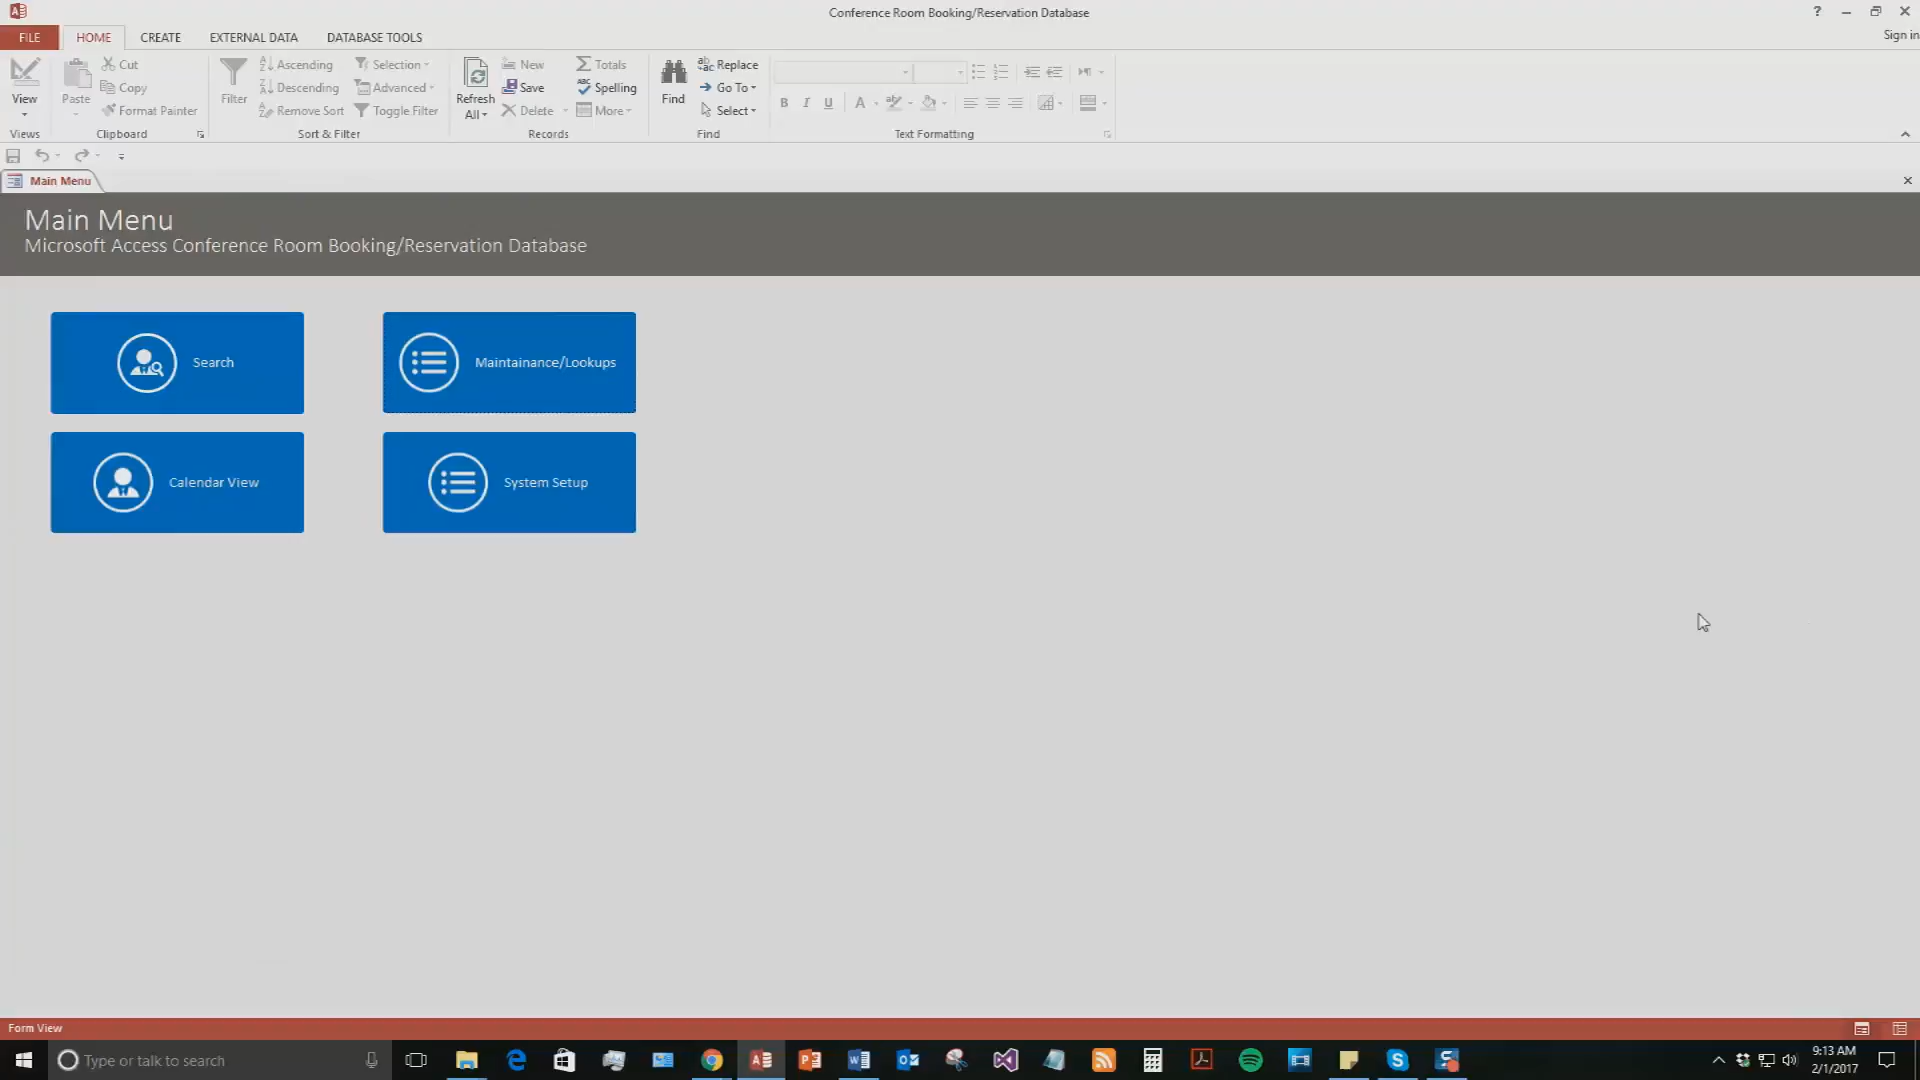 Conference Room Booking/Reservation Database
?
Sign in
FILE HOME CREATE EXTERNAL DATA DATABASE TOOLS
View
Views
Paste
Cut
Copy
Format Painter
Clipboard
Filter
Ascending
Descending
Remove Sort
Selection
Advanced
Toggle Filter
Sort & Filter
Refresh
All
New
Save
Delete
Totals
Spelling
More
Records
Find
Replace
Go To
Select
Find
B I U A
Text Formatting
Main Menu
Main Menu
Microsoft Access Conference Room Booking/Reservation Database
Search
Maintainance/Lookups
Calendar View
System Setup
Form View
Type or talk to search
9:13 AM
2/1/2017